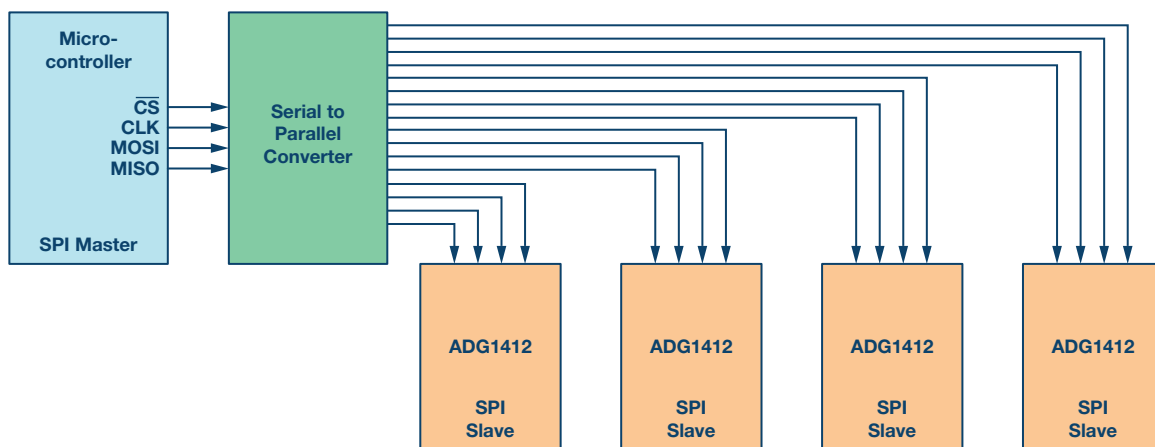 Micro-
controller
C̅S̅
CLK
MOSI
MISO
SPI Master
Serial to
Parallel
Converter
ADG1412
SPI
Slave
ADG1412
SPI
Slave
ADG1412
SPI
Slave
ADG1412
SPI
Slave